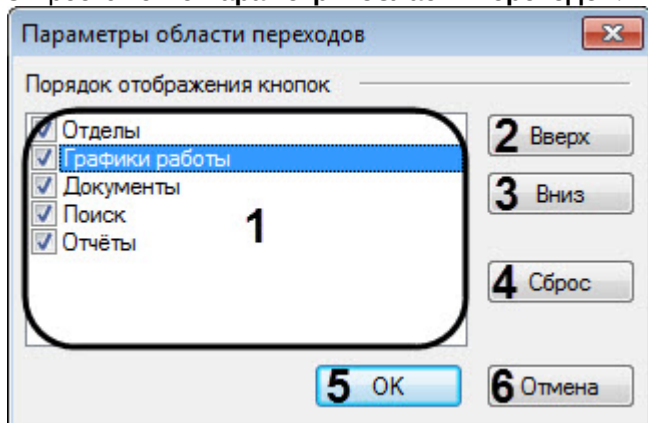 Параметры области переходов
Порядок отображения кнопок
Отделы
Графики работы
Документы
Поиск
Отчёты
1
2 Вверх
3 Вниз
4 Сброс
5 ОК
6 Отмена